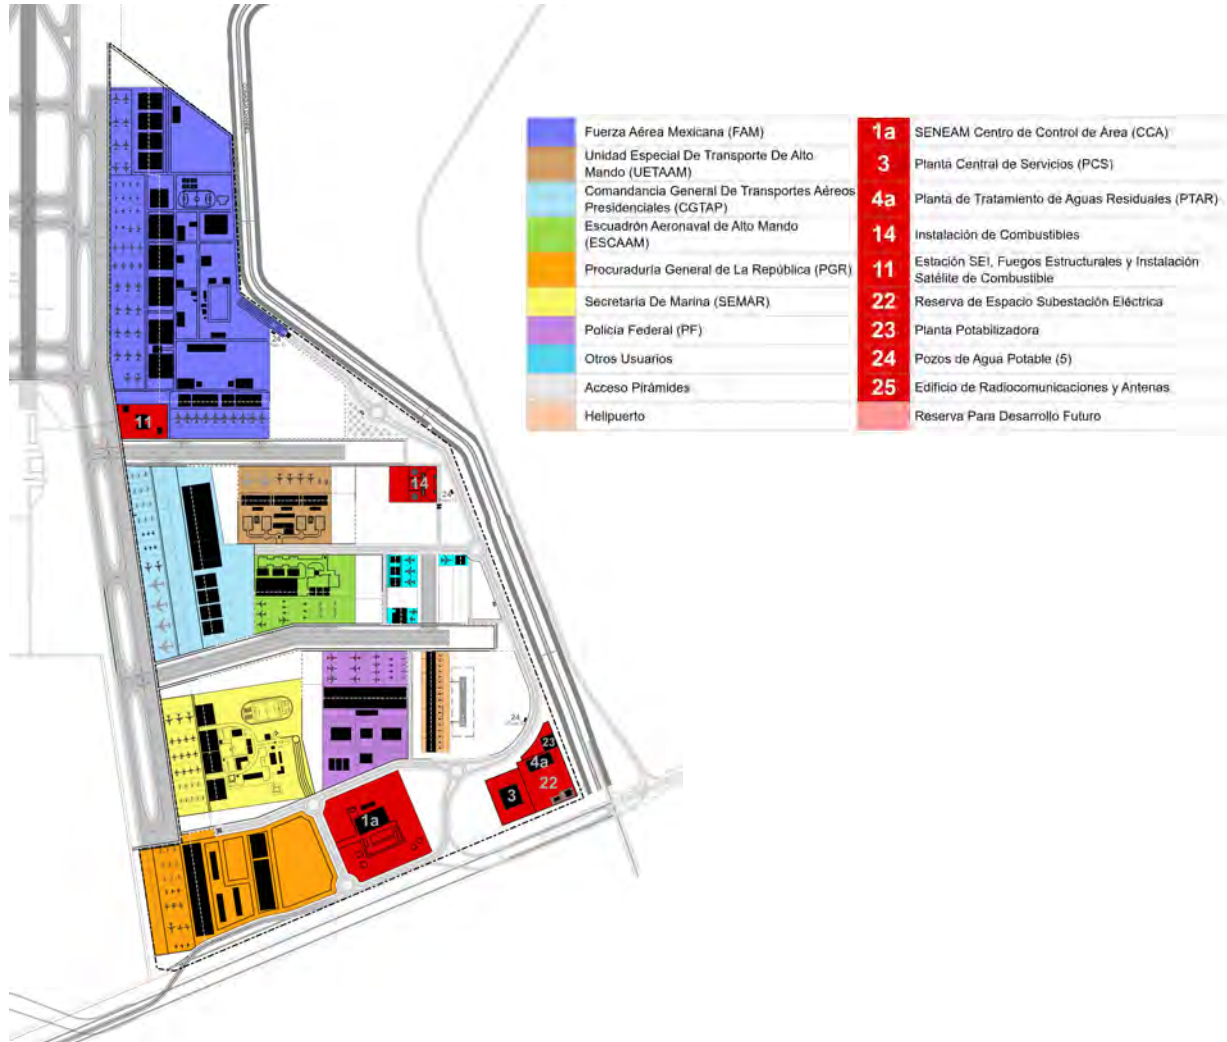 Fuerza Aérea Mexicana (FAM)
Unidad Especial De Transporte De Alto
Mando (UETAAM)
Comandancia General De Transportes Aéreos
Presidenciales (CGTAP)
Escuadrón Aeronaval de Alto Mando
(ESCAAM)
Procuraduría General de La República (PGR)
Secretaria De Marina (SEMAR)
Policía Federal (PF)
Otros Usuarios
Acceso Pirámides
Helipuerto
1a SENEAM Centro de Control de Área (CCA)
3 Planta Central de Servicios (PCS)
4a Planta de Tratamiento de Aguas Residuales (PTAR)
14 Instalación de Combustibles
11 Estación SEI, Fuegos Estructurales y Instalación
Satélite de Combustible
22 Reserva de Espacio Subestación Eléctrica
23 Planta Potabilizadora
24 Pozos de Agua Potable (5)
25 Edificio de Radiocomunicaciones y Antenas
Reserva Para Desarrollo Futuro
24
11
14
24
24
23
4a
22
3
1a